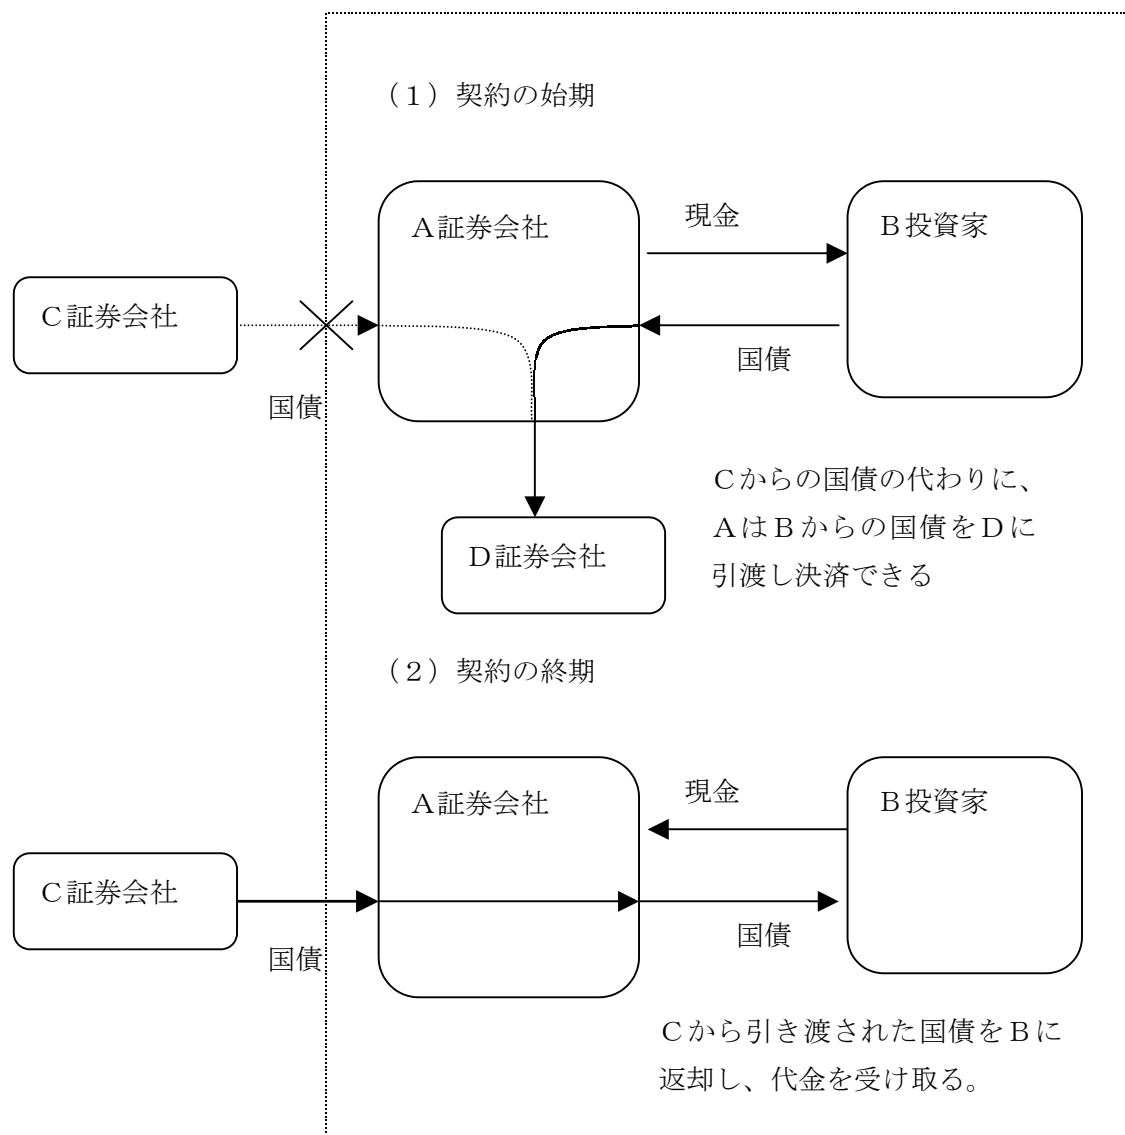 （１）契約の始期
Ａ証券会社
現金
Ｂ投資家
Ｃ証券会社
国債
国債
Ｃからの国債の代わりに、
ＡはＢからの国債をＤに
引渡し決済できる
Ｄ証券会社
（２）契約の終期
Ａ証券会社
現金
Ｂ投資家
Ｃ証券会社
国債
国債
Ｃから引き渡された国債をＢに
返却し、代金を受け取る。